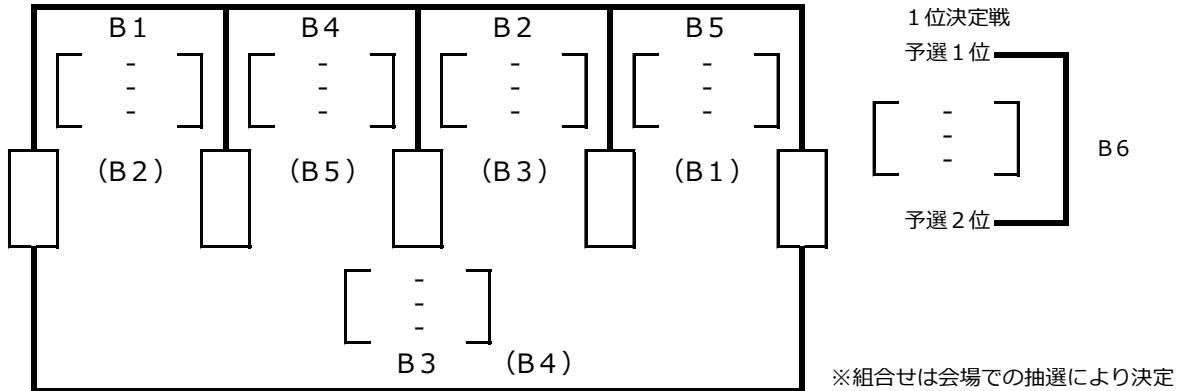 B1 B4 B2 B5
- - - -
- - - -
- - - -
(B2) (B5) (B3) (B1)
-
-
-
B3 (B4)
1位決定戦
予選1位
-
-
-
B6
予選2位
※組合せは会場での抽選により決定